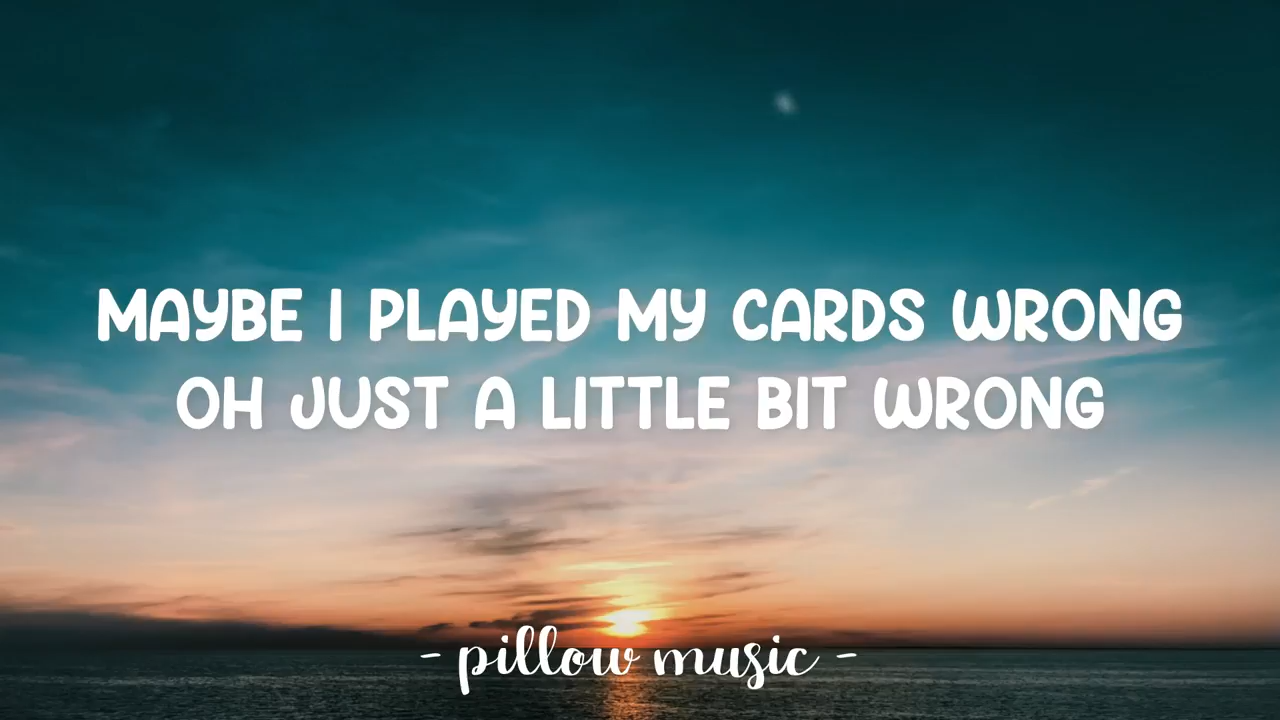 MAYBE I PLAYED MY CARDS WRONG
OH JUST A LITTLE BIT WRONG
- pillow music -